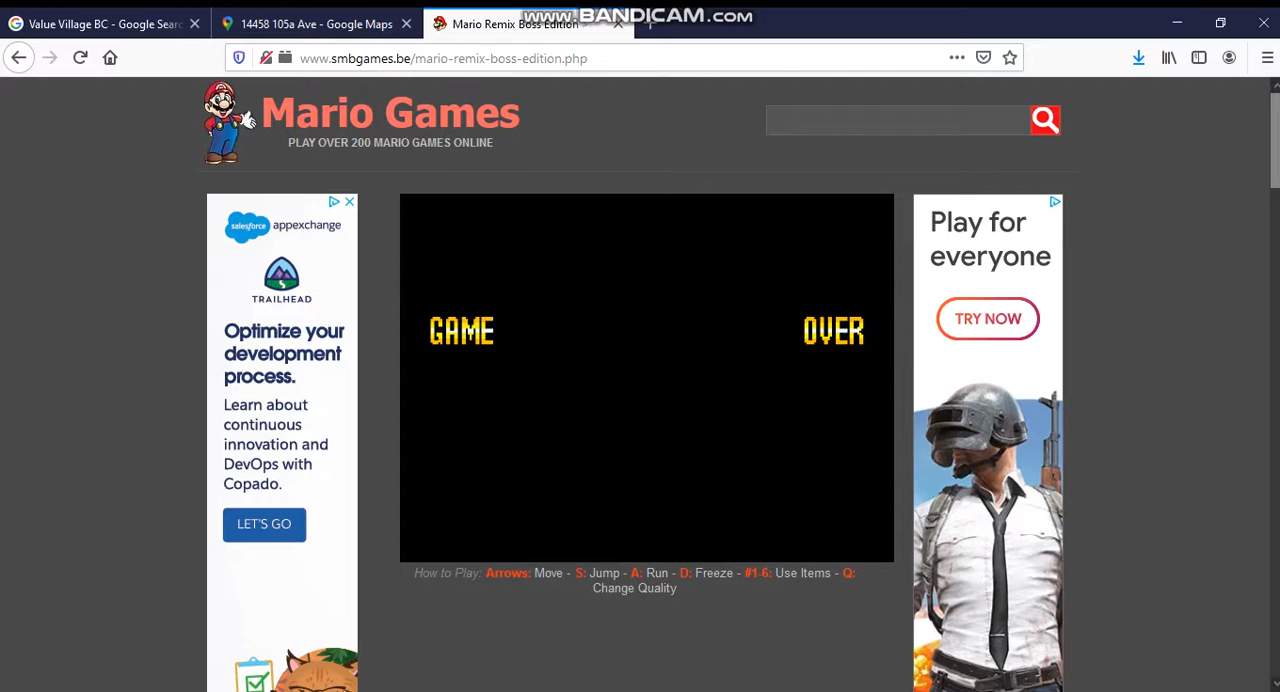 www.BANDICAM.com
Value Village BC - Google Searc
14458 105a Ave - Google Maps
Mario Remix Boss Edition
www.smbgames.be/mario-remix-boss-edition.php
Mario Games
PLAY OVER 200 MARIO GAMES ONLINE
salesforce appexchange
TRAILHEAD
Optimize your
development
process.
Learn about
continuous
innovation and
DevOps with
Copado.
LET'S GO
GAME OVER
How to Play: Arrows: Move - S: Jump - A: Run - D: Freeze - #1-6: Use Items - Q:
Change Quality
Play for
everyone
TRY NOW